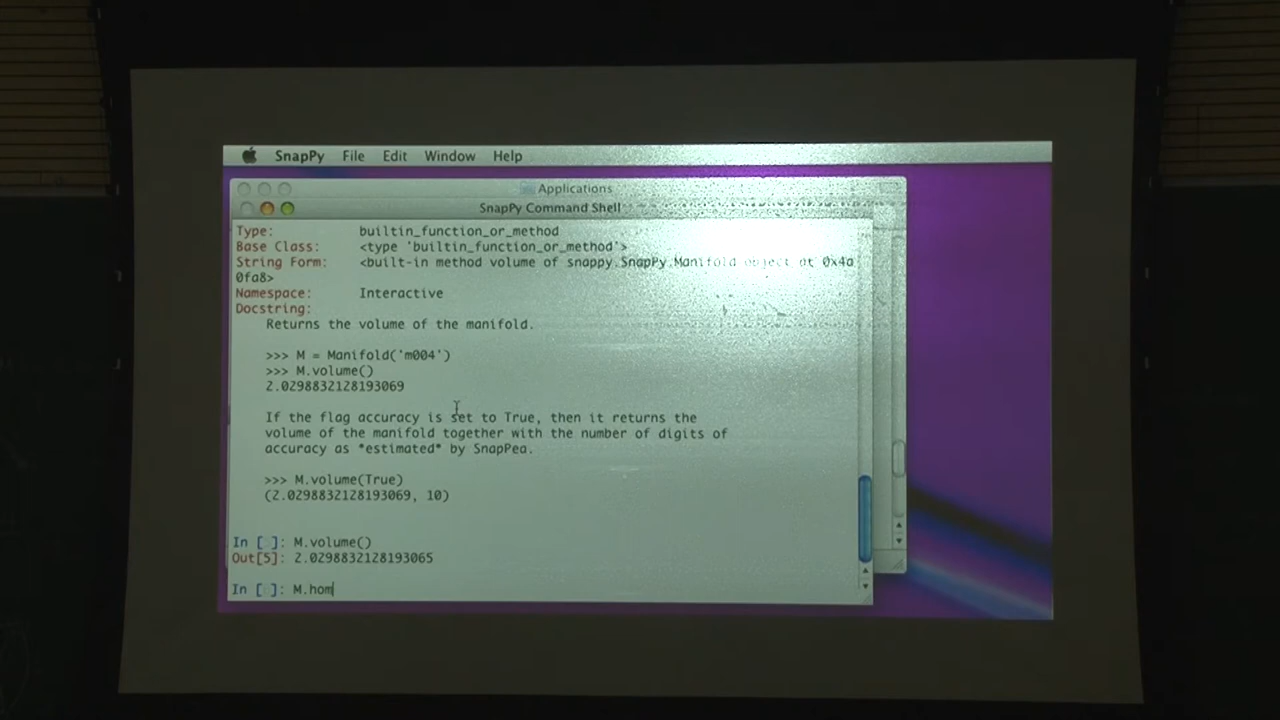 SnapPy File Edit Window Help
Applications
SnapPy Command Shell
Type: builtin_function_or_method
Base Class: <type 'builtin_function_or_method'>
String Form: <built-in method volume of snappy.SnapPy.Manifold object at 0x4a
0fa8>
Namespace: Interactive
Docstring:
Returns the volume of the manifold.
>>> M = Manifold('m004')
>>> M.volume()
2.0298832128193069
If the flag accuracy is set to True, then it returns the
volume of the manifold together with the number of digits of
accuracy as *estimated* by SnapPea.
>>> M.volume(True)
(2.0298832128193069, 10)
In [ ]: M.volume()
Out[5]: 2.0298832128193065
In [ ]: M.hom